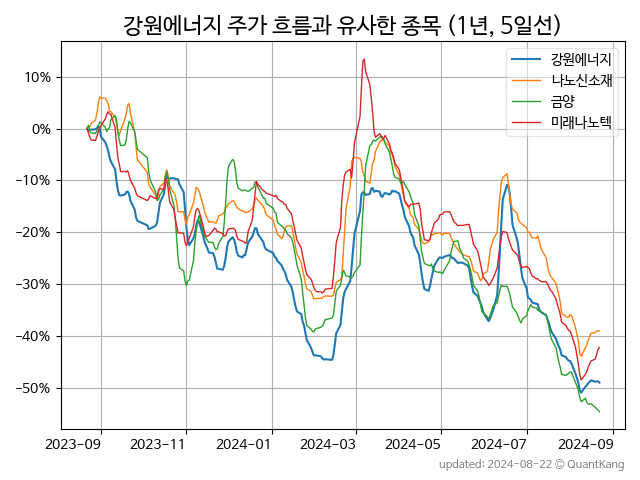 강원에너지 주가 흐름과 유사한 종목 (1년, 5일선)
강원에너지
나노신소재
금양
미래나노텍
10%
0%
−10%
−20%
−30%
−40%
−50%
2023-09
2023-11
2024-01
2024-03
2024-05
2024-07
2024-09
updated: 2024-08-22 © QuantKang